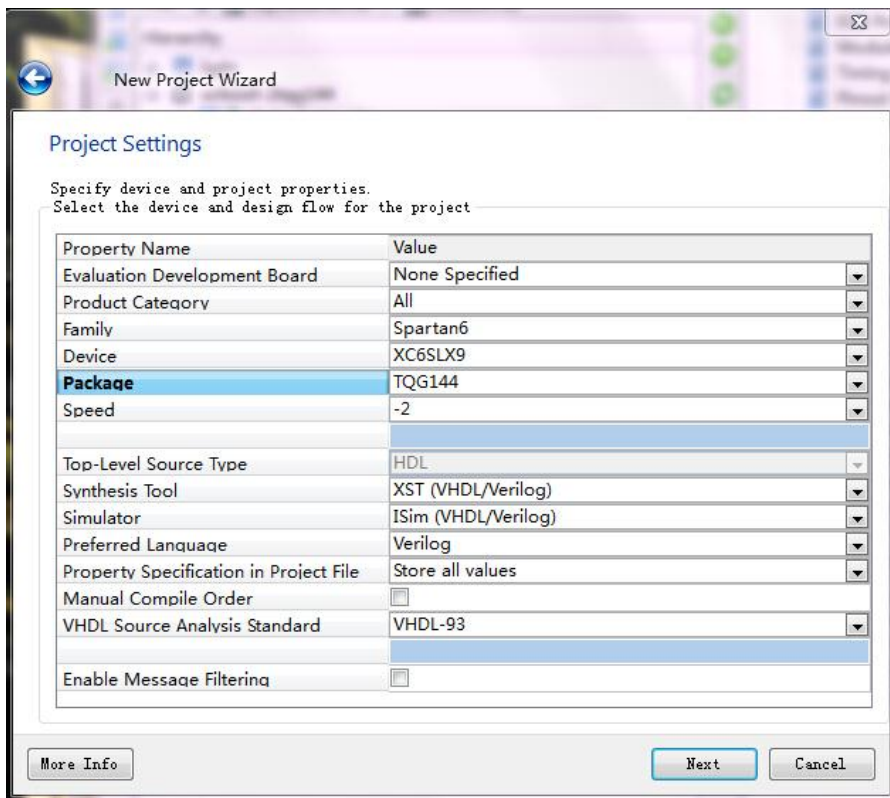 Hierarchy
New Project Wizard
Project Settings
Specify device and project properties.
Select the device and design flow for the project
Property Name Value
Evaluation Development Board None Specified
Product Category All
Family Spartan6
Device XC6SLX9
Package TQG144
Speed -2
Top-Level Source Type HDL
Synthesis Tool XST (VHDL/Verilog)
Simulator ISim (VHDL/Verilog)
Preferred Language Verilog
Property Specification in Project File Store all values
Manual Compile Order
VHDL Source Analysis Standard VHDL-93
Enable Message Filtering
More Info Next Cancel